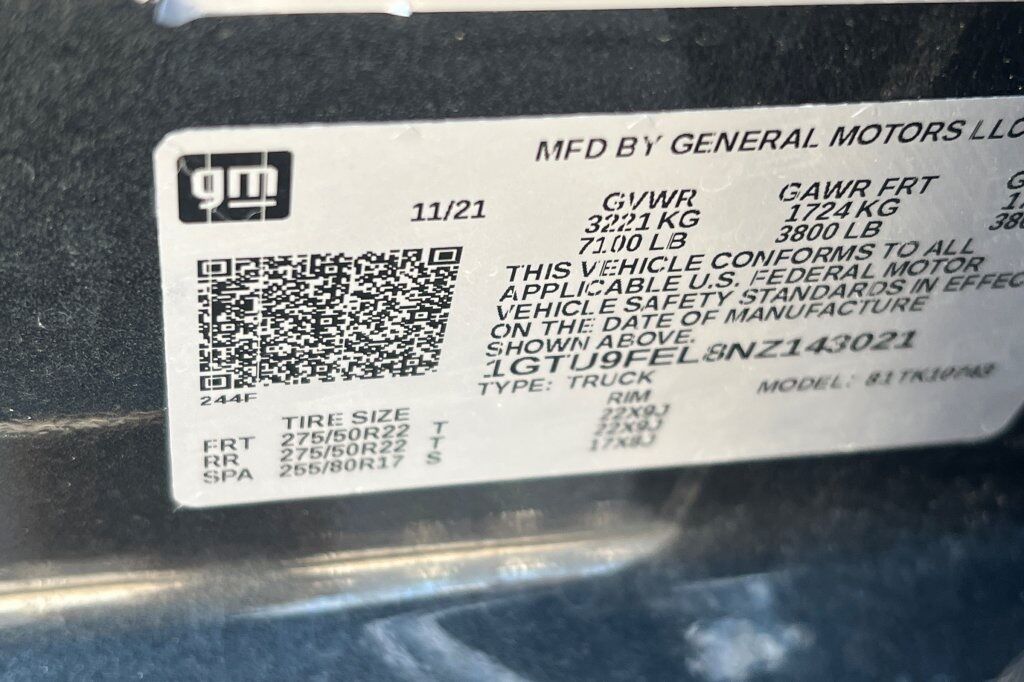 gm
MFD BY GENERAL MOTORS LLC
11/21
GVWR GAWR FRT
3221 KG 1724 KG
7100 LB 3800 LB
THIS VEHICLE CONFORMS TO ALL
APPLICABLE U.S. FEDERAL MOTOR
VEHICLE SAFETY STANDARDS IN EFFEC
ON THE DATE OF MANUFACTURE
SHOWN ABOVE.
1GTU9FEL8NZ143021
TYPE: TRUCK MODEL:
244F
TIRE SIZE RIM
FRT 275/50R22 T 22X9J
RR 275/50R22 T 22X9J
SPA 255/80R17 S 17X8J